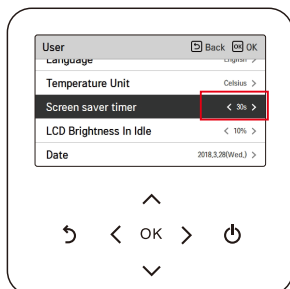 User Back OK OK
Language English >
Temperature Unit Celsius >
Screen saver timer < 30s >
LCD Brightness In Idle < 10% >
Date 2018,3,28(Wed,) >
OK